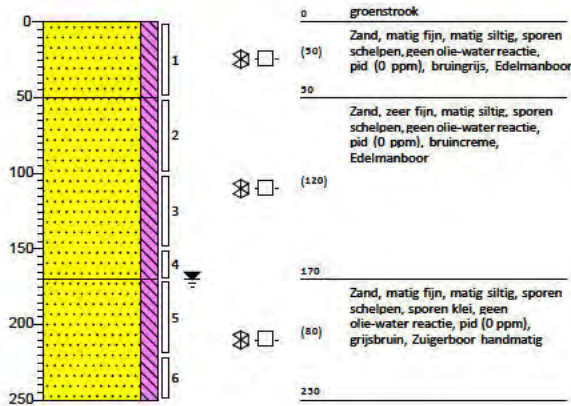 0
50
100
150
200
250
1
2
3
4
5
6
0 groenstrook
(50)
Zand, matig fijn, matig siltig, sporen
schelpen, geen olie-water reactie,
pid (0 ppm), bruingrijs, Edelmanboor
50
Zand, zeer fijn, matig siltig, sporen
schelpen, geen olie-water reactie,
pid (0 ppm), bruincreme,
Edelmanboor
(120)
170
Zand, matig fijn, matig siltig, sporen
schelpen, sporen klei, geen
olie-water reactie, pid (0 ppm),
grijsbruin, Zuigerboor handmatig
(80)
250